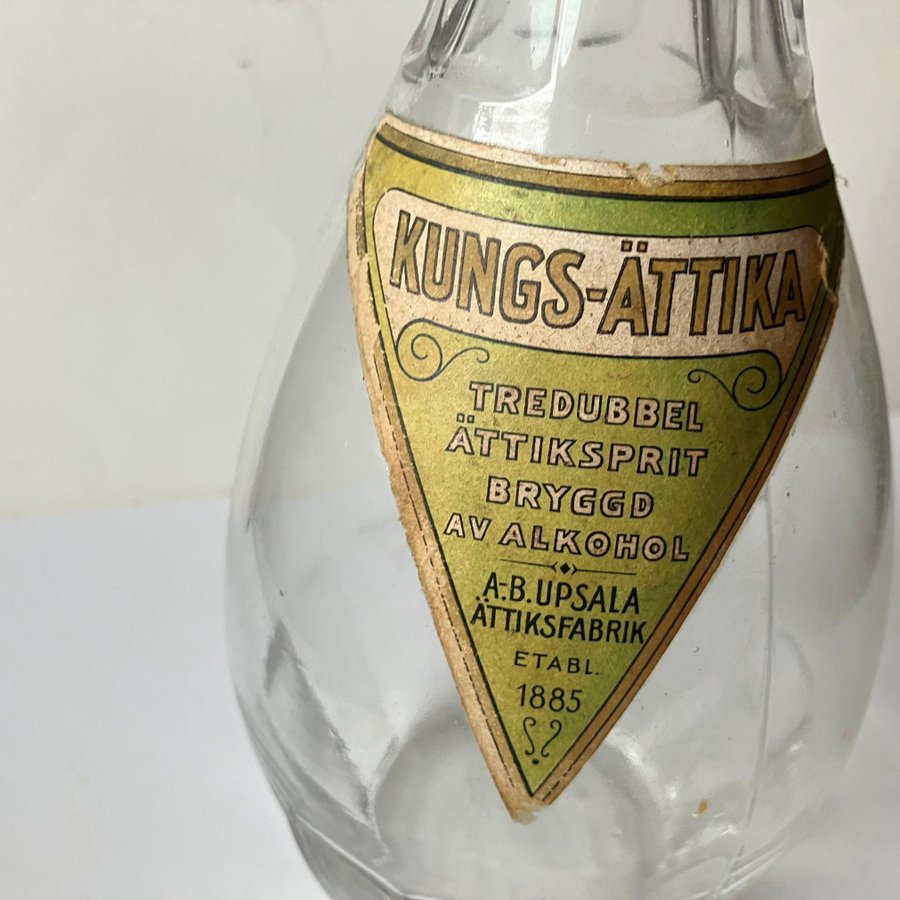 KUNGS-ÄTTIKA
TREDUBBEL
ÄTTIKSPRIT
BRYGGD
AV ALKOHOL
A.-B. UPSALA
ÄTTIKSFABRIK
ETABL.
1885